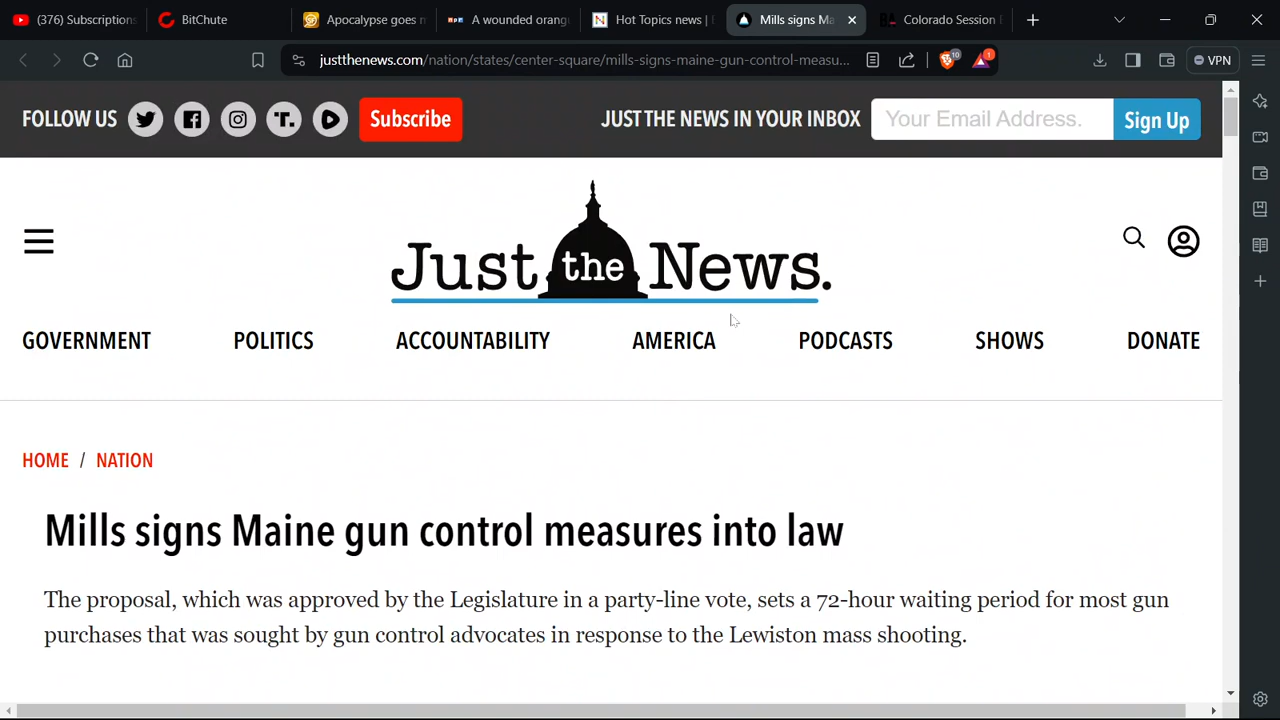 (376) Subscriptions
BitChute
Apocalypse goes
A wounded orangu
Hot Topics news |
Mills signs Ma
Colorado Session
justthenews.com/nation/states/center-square/mills-signs-maine-gun-control-measu...
10
1
VPN
FOLLOW US
T.
Subscribe
JUST THE NEWS IN YOUR INBOX
Your Email Address.
Sign Up
Just the News.
GOVERNMENT
POLITICS
ACCOUNTABILITY
AMERICA
PODCASTS
SHOWS
DONATE
HOME / NATION
Mills signs Maine gun control measures into law
The proposal, which was approved by the Legislature in a party-line vote, sets a 72-hour waiting period for most gun
purchases that was sought by gun control advocates in response to the Lewiston mass shooting.